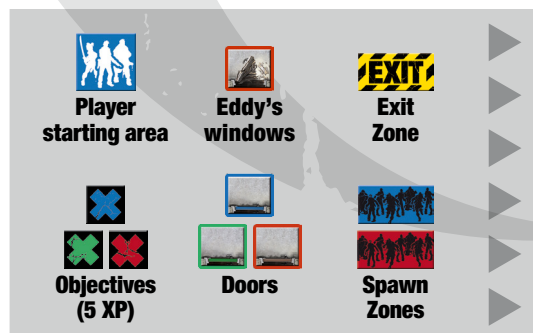 Player
starting area
Eddy's
windows
EXIT
Exit
Zone
Objectives
(5 XP)
Doors
Spawn
Zones